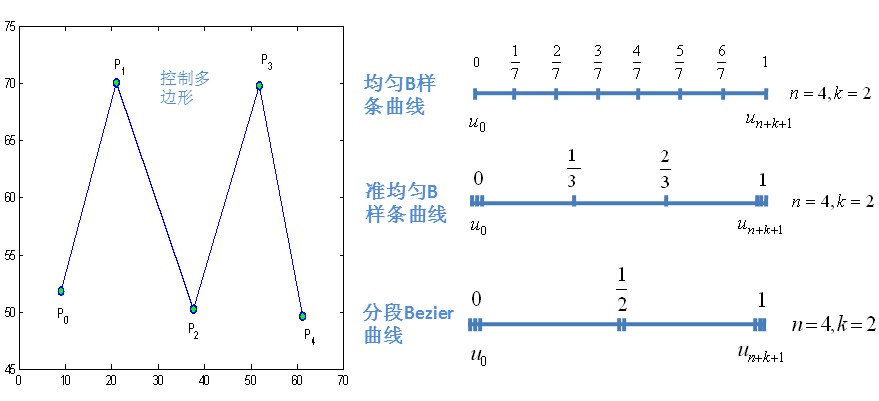 75
70
65
60
55
50
45
0 10 20 30 40 50 60 70
P1
P3
控制多
边形
P0
P2
P4
均匀B样
条曲线
0 1/7 2/7 3/7 4/7 5/7 6/7 1
u0 un+k+1
n=4,k=2
准均匀B
样条曲线
0 1/3 2/3 1
u0 un+k+1
n=4,k=2
分段Bezier
曲线
0 1/2 1
u0 un+k+1
n=4,k=2